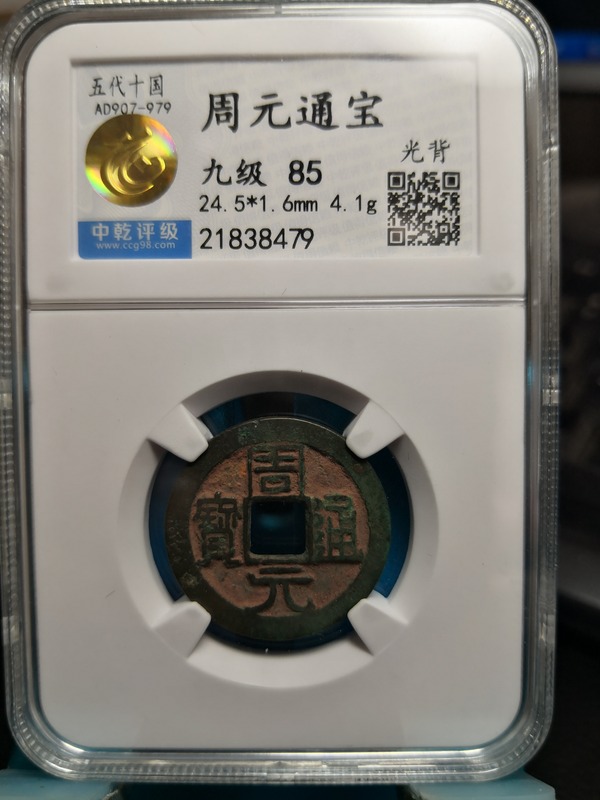 五代十国
AD907-979
周元通宝
光背
九级 85
24.5*1.6mm 4.1g
21838479
中乾评级
www.ccg98.com
周元通寳